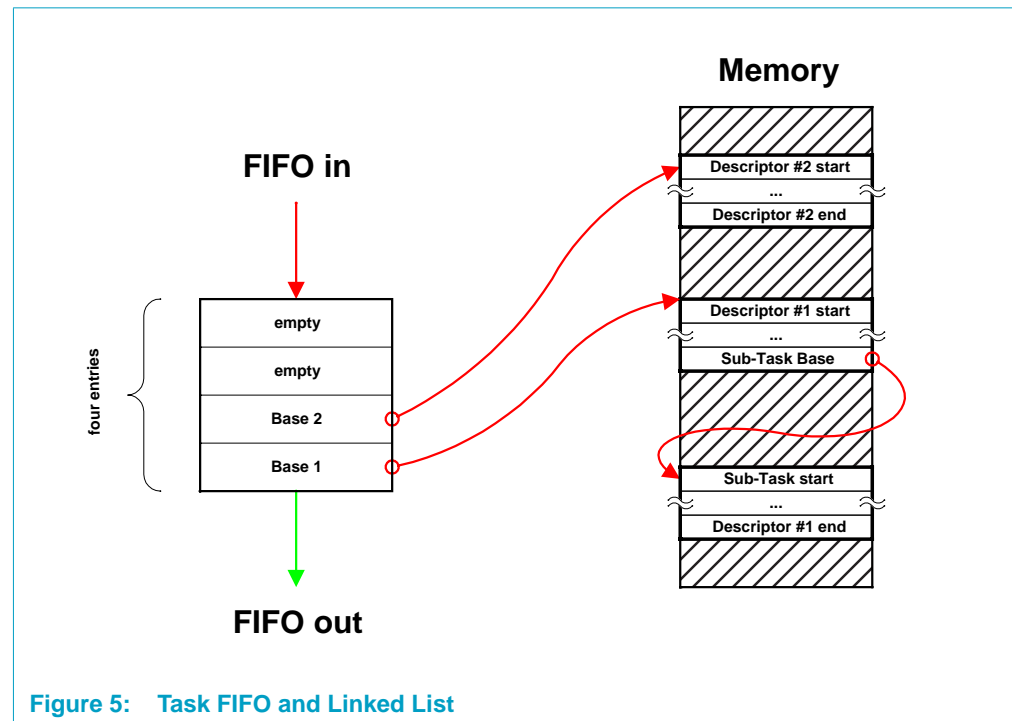 Memory
FIFO in
Descriptor #2 start
...
Descriptor #2 end
empty
empty
Base 2
Base 1
four entries
Descriptor #1 start
...
Sub-Task Base
Sub-Task start
...
Descriptor #1 end
FIFO out
Figure 5: Task FIFO and Linked List